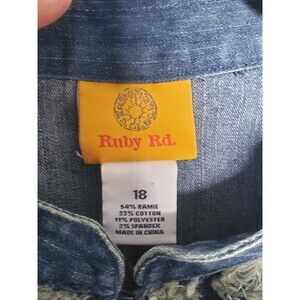 Ruby Rd.
18
54% RAMIE
33% COTTON
11% POLYESTER
2% SPANDEX
MADE IN CHINA